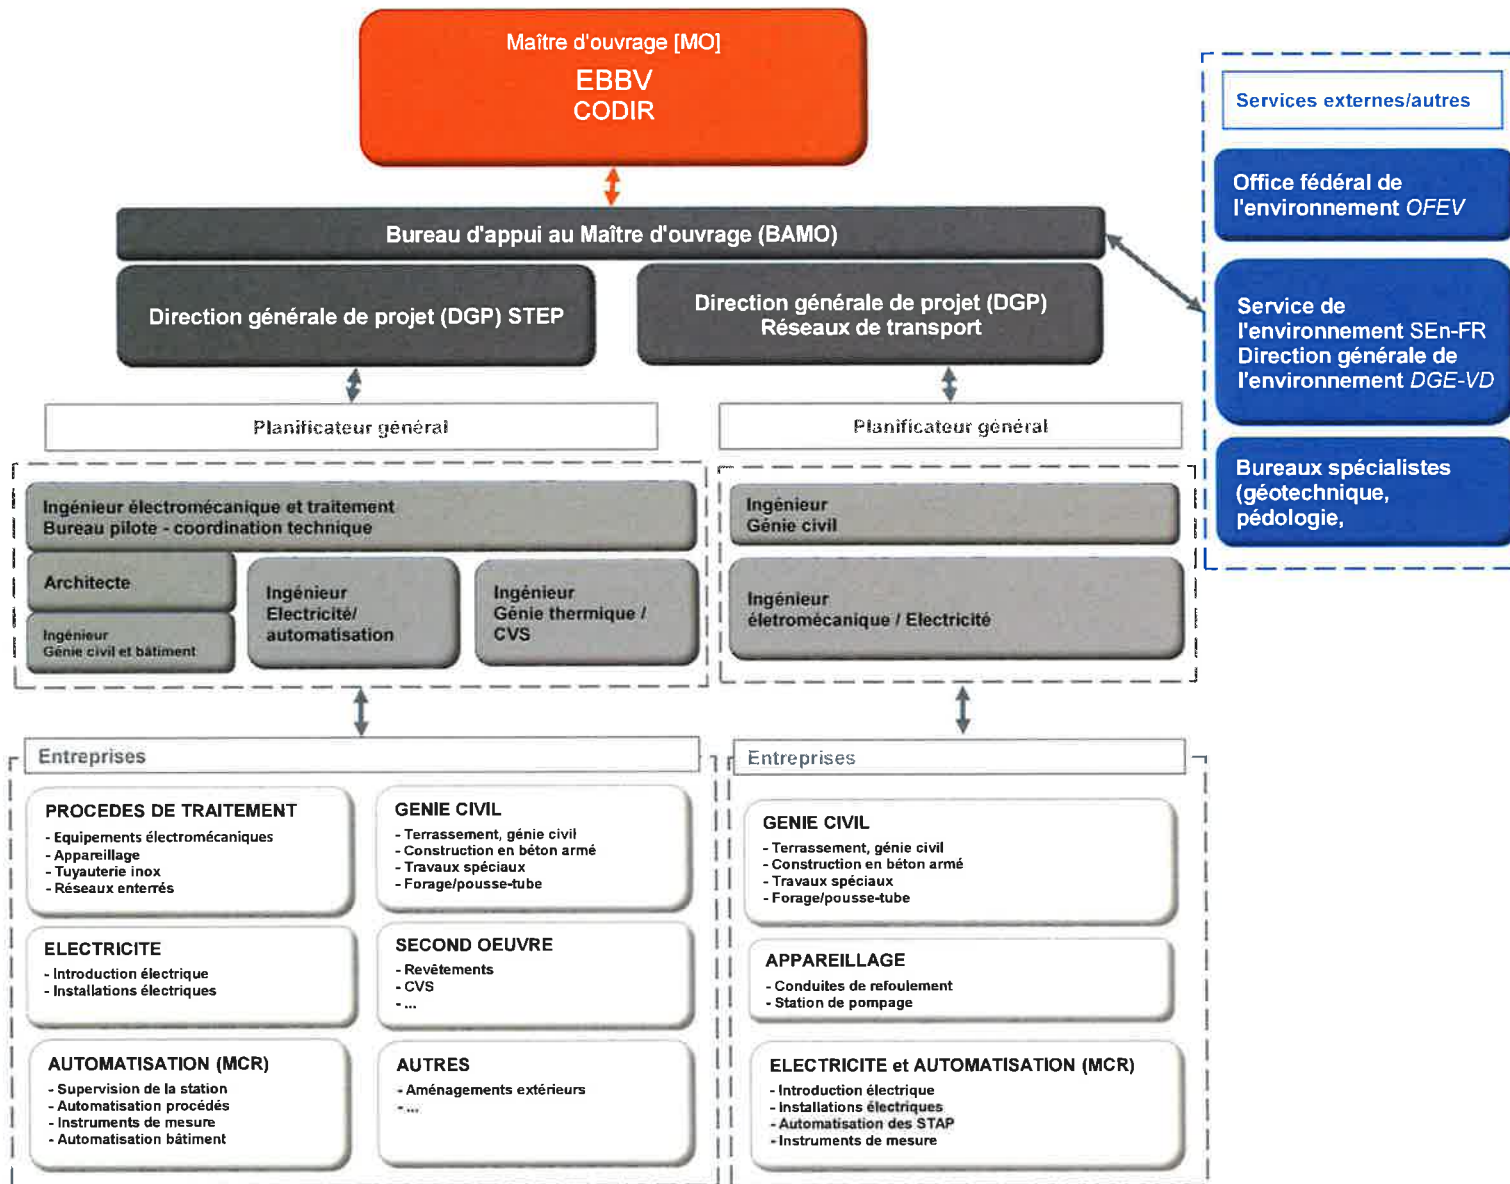 Maître d'ouvrage [MO]
EBBV
CODIR
Services externes/autres
Office fédéral de
l'environnement OFEV
Service de
l'environnement SEn-FR
Direction générale de
l'environnement DGE-VD
Bureaux spécialistes
(géotechnique,
pédologie,
Bureau d'appui au Maître d'ouvrage (BAMO)
Direction générale de projet (DGP) STEP
Direction générale de projet (DGP)
Réseaux de transport
Planificateur général
Ingénieur électromécanique et traitement
Bureau pilote - coordination technique
Architecte
Ingénieur
Génie civil et bâtiment
Ingénieur
Electricité/
automatisation
Ingénieur
Génie thermique /
CVS
Planificateur général
Ingénieur
Génie civil
Ingénieur
életromécanique / Electricité
Entreprises
PROCEDES DE TRAITEMENT
- Equipements électromécaniques
- Appareillage
- Tuyauterie inox
- Réseaux enterrés
GENIE CIVIL
- Terrassement, génie civil
- Construction en béton armé
- Travaux spéciaux
- Forage/pousse-tube
ELECTRICITE
- Introduction électrique
- Installations électriques
SECOND OEUVRE
- Revêtements
- CVS
- ...
AUTOMATISATION (MCR)
- Supervision de la station
- Automatisation procédés
- Instruments de mesure
- Automatisation bâtiment
AUTRES
- Aménagements extérieurs
- ...
Entreprises
GENIE CIVIL
- Terrassement, génie civil
- Construction en béton armé
- Travaux spéciaux
- Forage/pousse-tube
APPAREILLAGE
- Conduites de refoulement
- Station de pompage
ELECTRICITE et AUTOMATISATION (MCR)
- Introduction électrique
- Installations électriques
- Automatisation des STAP
- Instruments de mesure